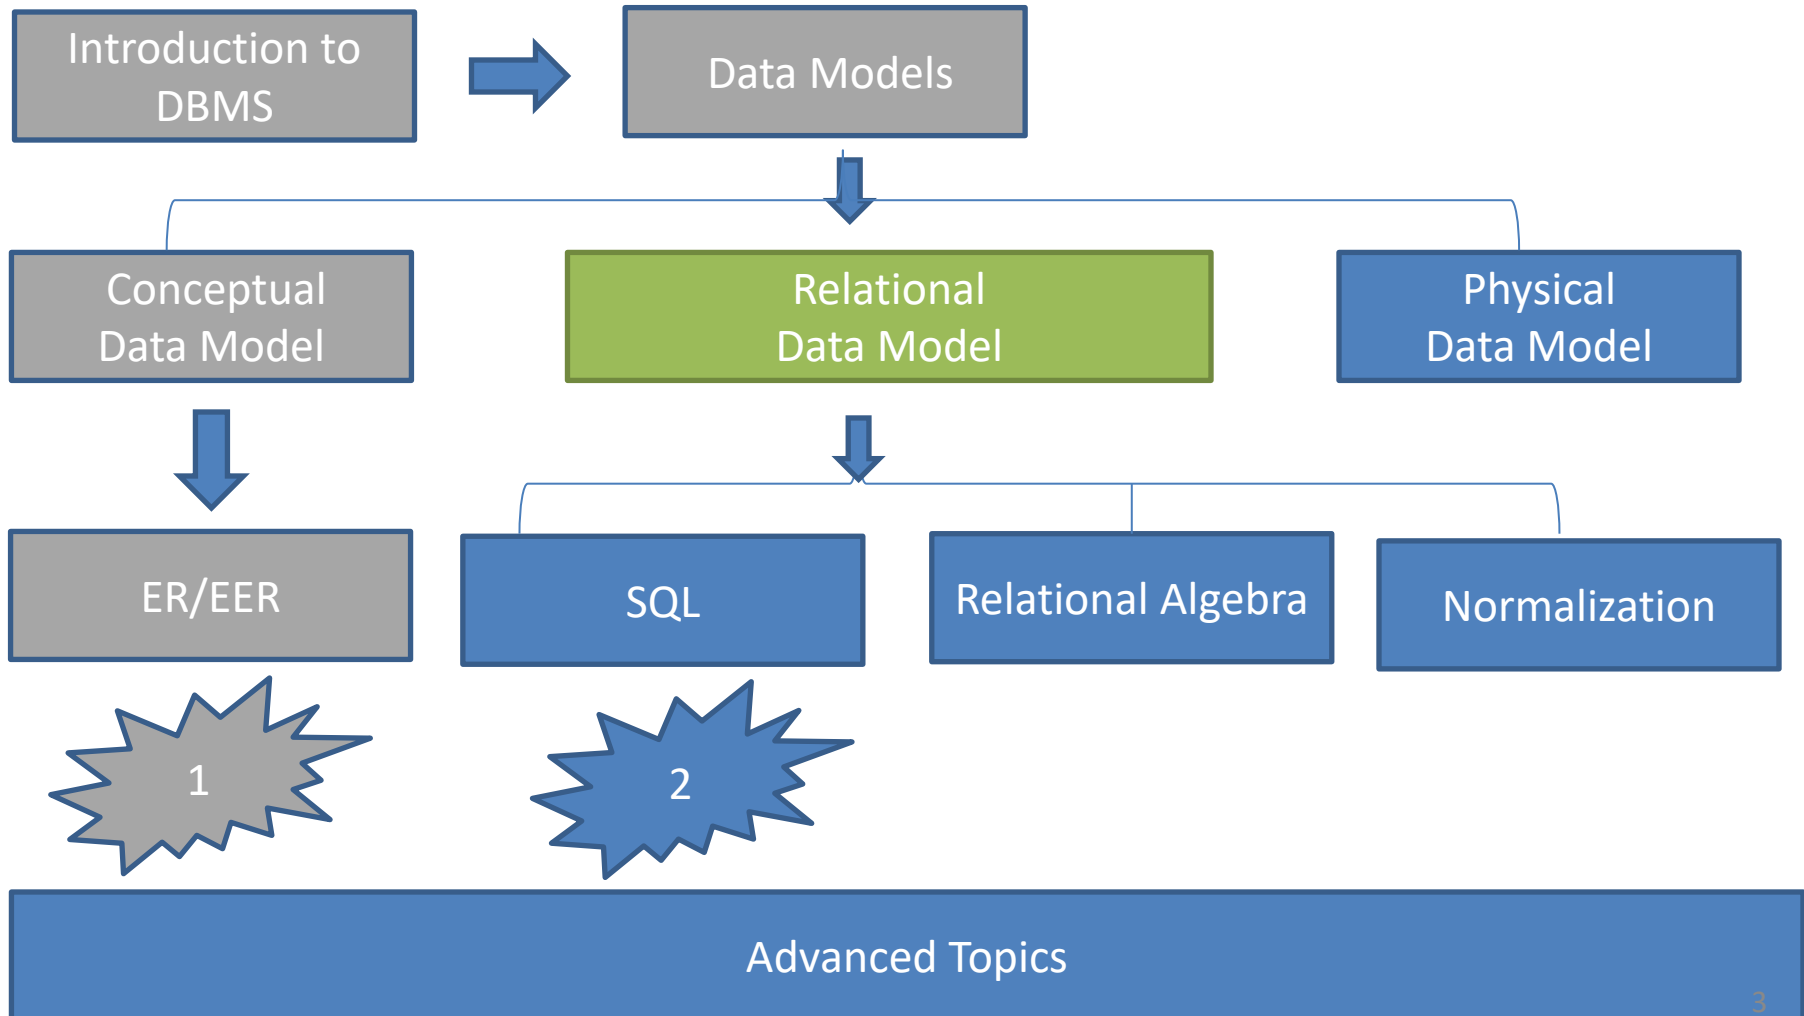 Introduction to
DBMS
Data Models
Conceptual
Data Model
Relational
Data Model
Physical
Data Model
ER/EER
SQL
Relational Algebra
Normalization
1
2
Advanced Topics
3